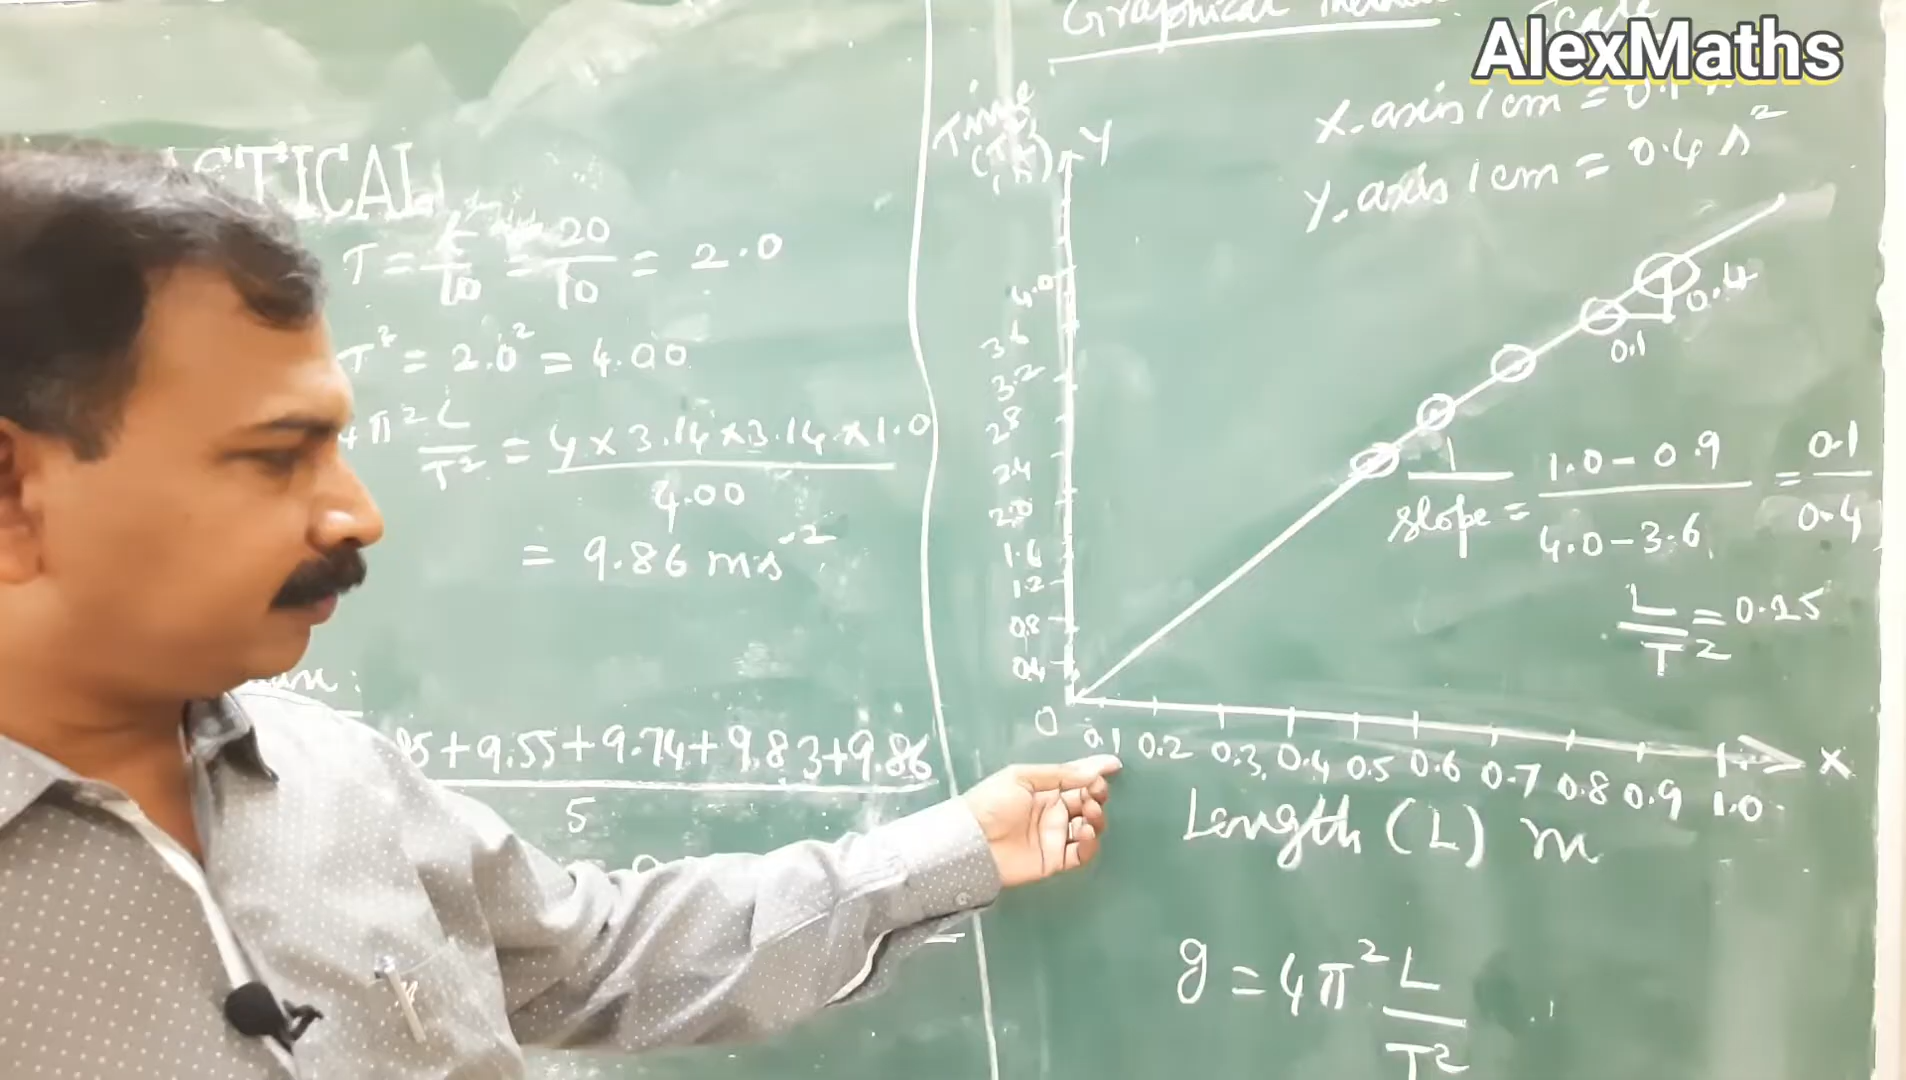 AlexMaths
T = 20/10 = 2.0
T² = 2.0² = 4.00
4π² L/T² = 4 x 3.14 x 3.14 x 1.0 / 4.00
= 9.86 ms⁻²
95+9.55+9.74+9.83+9.86
5
Graphical
Scale
X-axis 1 cm = 0.1
Y-axis 1 cm = 0.4 s²
Time
Y
4.0
3.6
3.2
2.8
2.4
2.0
1.6
1.2
0.8
0.4
0
0.4
0.1
1/slope = 1.0 - 0.9 / 4.0 - 3.6 = 0.1/0.4
L/T² = 0.25
0.1 0.2 0.3 0.4 0.5 0.6 0.7 0.8 0.9 1.0 X
Length (L) m
g = 4π² L/T²